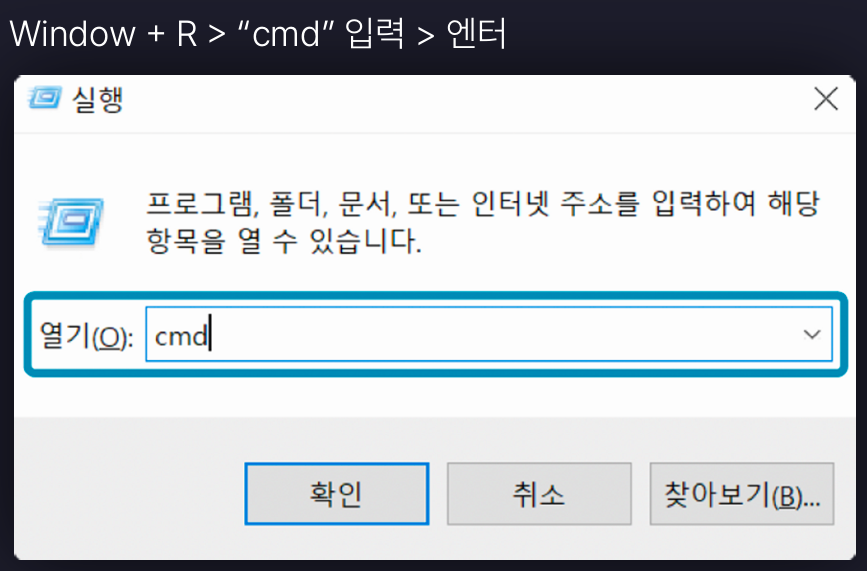 Window + R > “cmd” 입력 > 엔터
실행
프로그램, 폴더, 문서, 또는 인터넷 주소를 입력하여 해당
항목을 열 수 있습니다.
열기(O): cmd
확인 취소 찾아보기(B)...